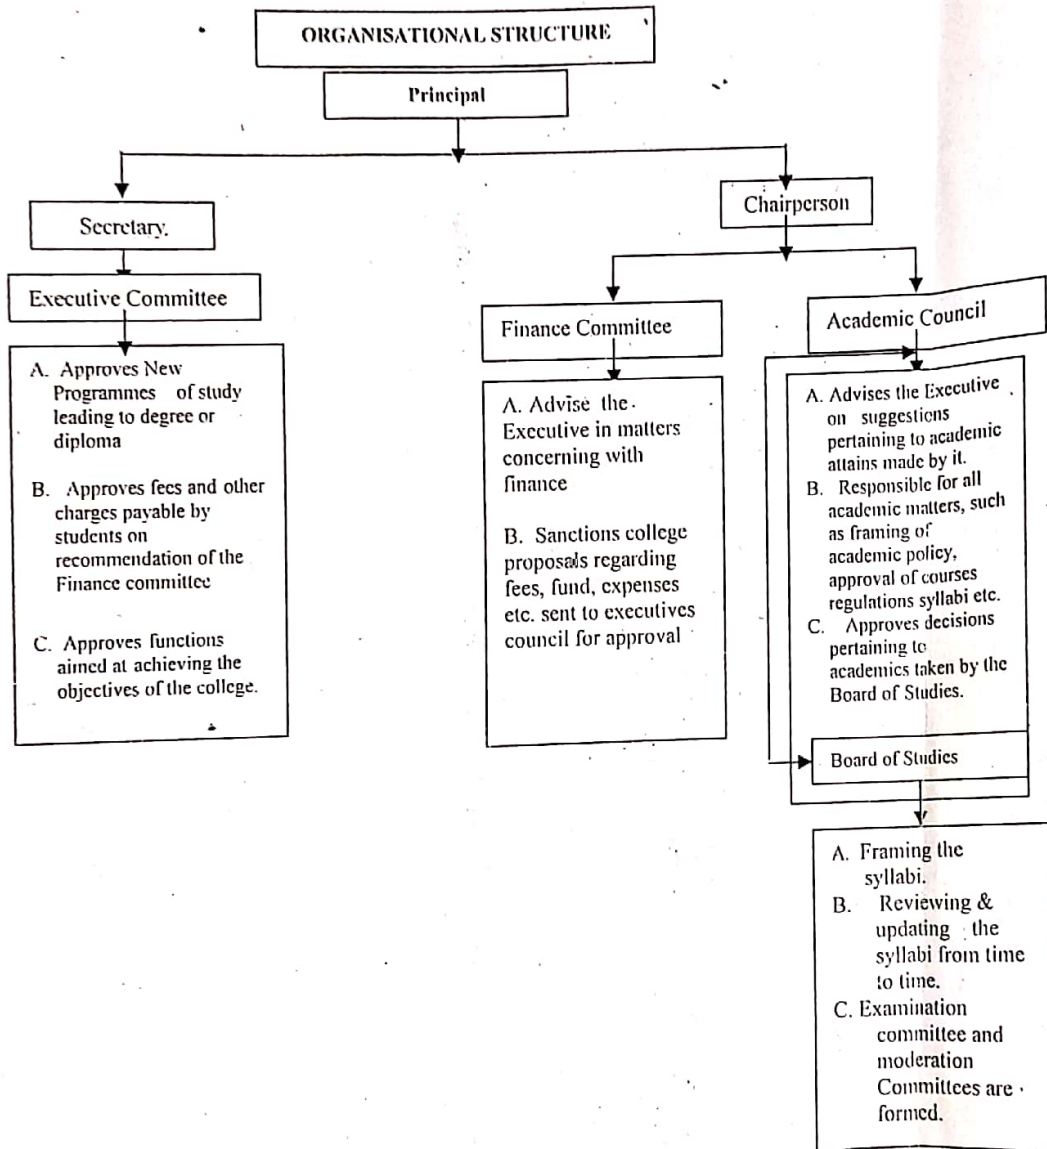 ORGANISATIONAL STRUCTURE
Principal
Secretary.
Chairperson
Executive Committee
Finance Committee
Academic Council
A. Approves New
Programmes of study
leading to degree or
diploma
B. Approves fees and other
charges payable by
students on
recommendation of the
Finance committee
C. Approves functions
aimed at achieving the
objectives of the college.
A. Advise the
Executive in matters
concerning with
finance
B. Sanctions college
proposals regarding
fees, fund, expenses
etc. sent to executives
council for approval
A. Advises the Executive
on suggestions
pertaining to academic
attains made by it.
B. Responsible for all
academic matters, such
as framing of
academic policy,
approval of courses
regulations syllabi etc.
C. Approves decisions
pertaining to
academics taken by the
Board of Studies.
Board of Studies
A. Framing the
syllabi.
B. Reviewing &
updating the
syllabi from time
to time.
C. Examination
committee and
moderation
Committees are
formed.